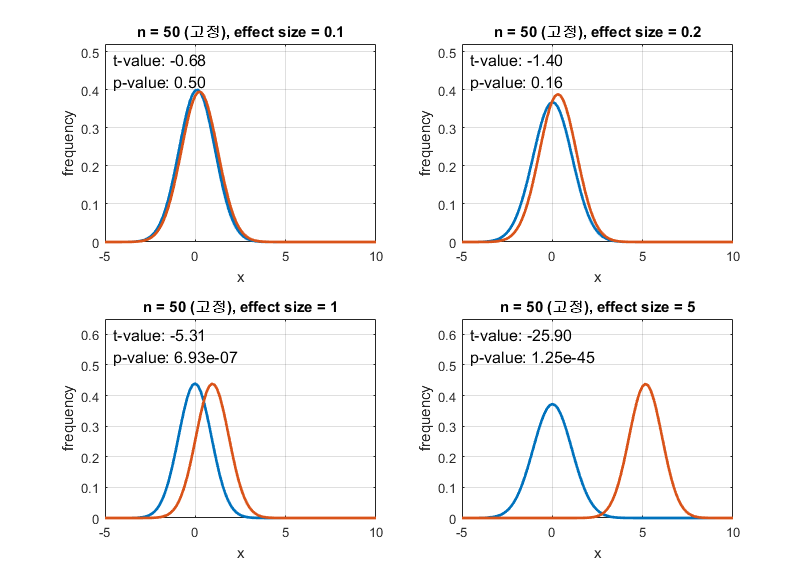 n = 50 (고정), effect size = 0.1
t-value: -0.68
p-value: 0.50
0.5
0.4
0.3
0.2
0.1
0
frequency
-5
0
5
10
x
n = 50 (고정), effect size = 0.2
t-value: -1.40
p-value: 0.16
0.5
0.4
0.3
0.2
0.1
0
frequency
-5
0
5
10
x
n = 50 (고정), effect size = 1
t-value: -5.31
p-value: 6.93e-07
0.6
0.5
0.4
0.3
0.2
0.1
0
frequency
-5
0
5
10
x
n = 50 (고정), effect size = 5
t-value: -25.90
p-value: 1.25e-45
0.6
0.5
0.4
0.3
0.2
0.1
0
frequency
-5
0
5
10
x